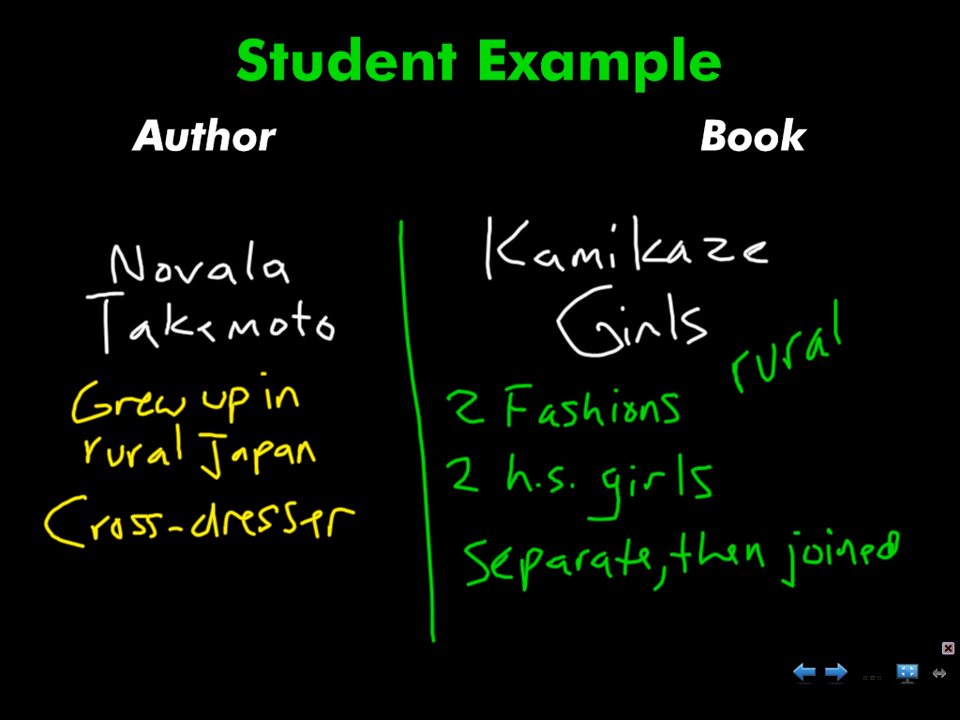 Student Example
Author
Book
Novala
Takemoto
Grew up in
rural Japan
Cross-dresser
Kamikaze
Girls
rural
2 Fashions
2 h.s. girls
separate, then joined